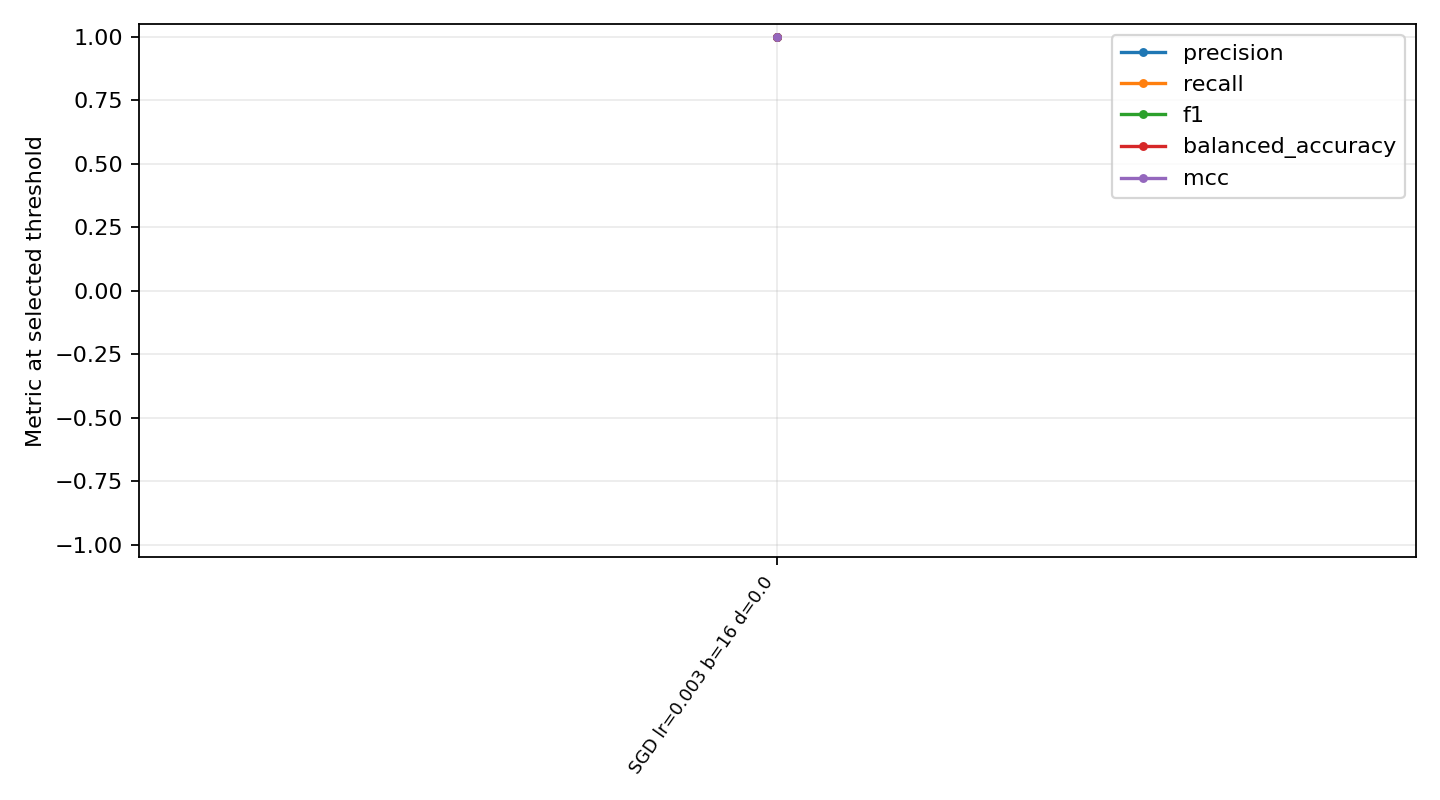 1.00
0.75
0.50
0.25
0.00
−0.25
−0.50
−0.75
−1.00
Metric at selected threshold
precision
recall
f1
balanced_accuracy
mcc
SGD lr=0.003 b=16 d=0.0